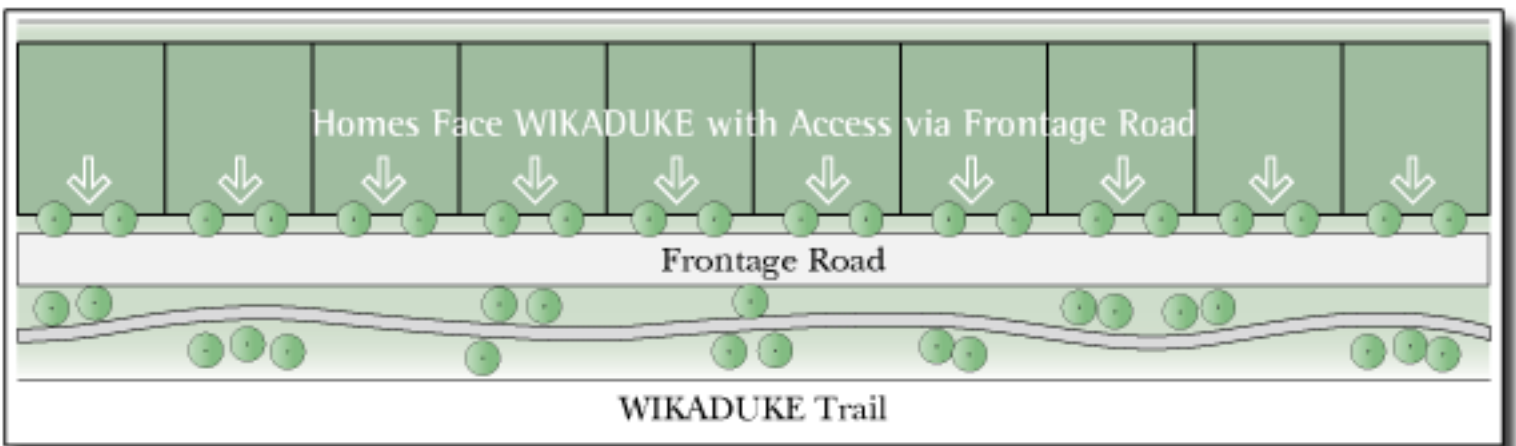 Homes Face WIKADUKE with Access via Frontage Road
Frontage Road
WIKADUKE Trail